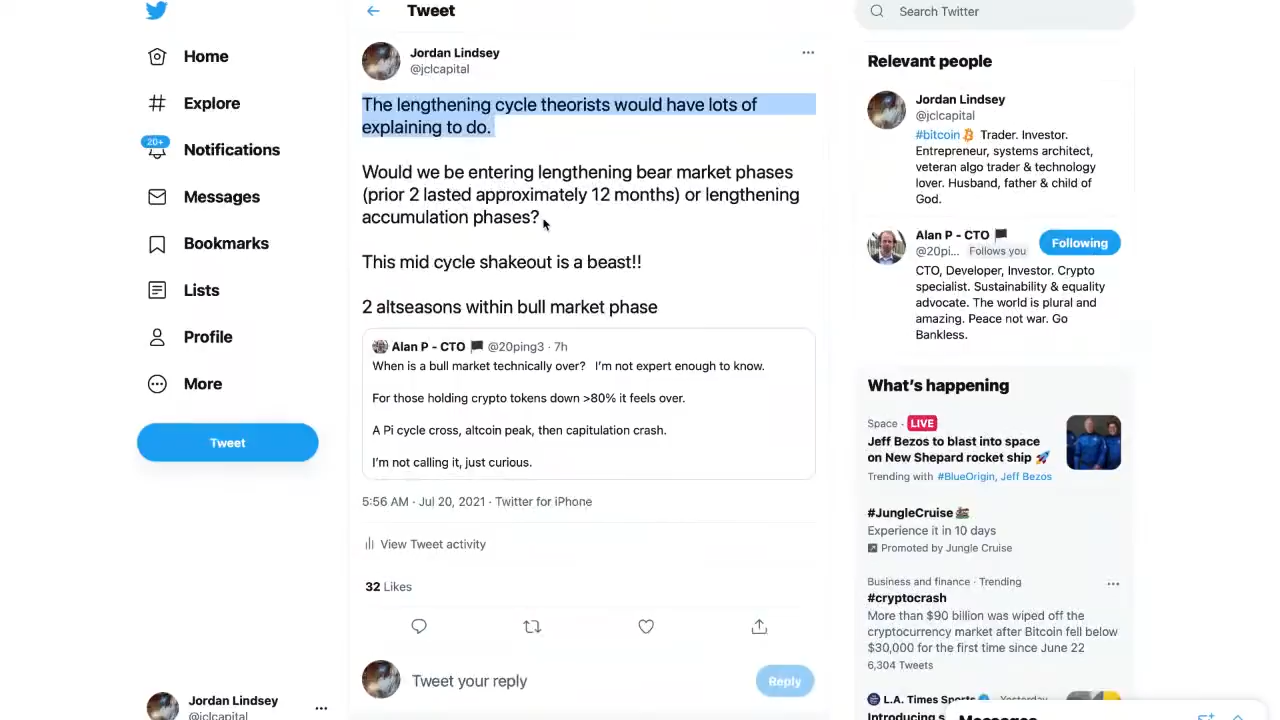 Home
Explore
20+
Notifications
Messages
Bookmarks
Lists
Profile
More
Tweet
Jordan Lindsey
@jclcapital
Tweet
Jordan Lindsey
@jclcapital
The lengthening cycle theorists would have lots of
explaining to do.
Would we be entering lengthening bear market phases
(prior 2 lasted approximately 12 months) or lengthening
accumulation phases?
This mid cycle shakeout is a beast!!
2 altseasons within bull market phase
Alan P - CTO 🏴 @20ping3 · 7h
When is a bull market technically over? I'm not expert enough to know.
For those holding crypto tokens down >80% it feels over.
A Pi cycle cross, altcoin peak, then capitulation crash.
I'm not calling it, just curious.
5:56 AM · Jul 20, 2021 · Twitter for iPhone
View Tweet activity
32 Likes
Tweet your reply
Reply
Search Twitter
Relevant people
Jordan Lindsey
@jclcapital
#bitcoin Trader. Investor.
Entrepreneur, systems architect,
veteran algo trader & technology
lover. Husband, father & child of
God.
Alan P - CTO 🏴
@20pi... Follows you
Following
CTO, Developer, Investor. Crypto
specialist. Sustainability & equality
advocate. The world is plural and
amazing. Peace not war. Go
Bankless.
What's happening
Space · LIVE
Jeff Bezos to blast into space
on New Shepard rocket ship 🚀
Trending with #BlueOrigin, Jeff Bezos
#JungleCruise
Experience it in 10 days
Promoted by Jungle Cruise
Business and finance · Trending
#cryptocrash
More than $90 billion was wiped off the
cryptocurrency market after Bitcoin fell below
$30,000 for the first time since June 22
6,304 Tweets
L.A. Times Sports Yesterday
Introducing s
Messages